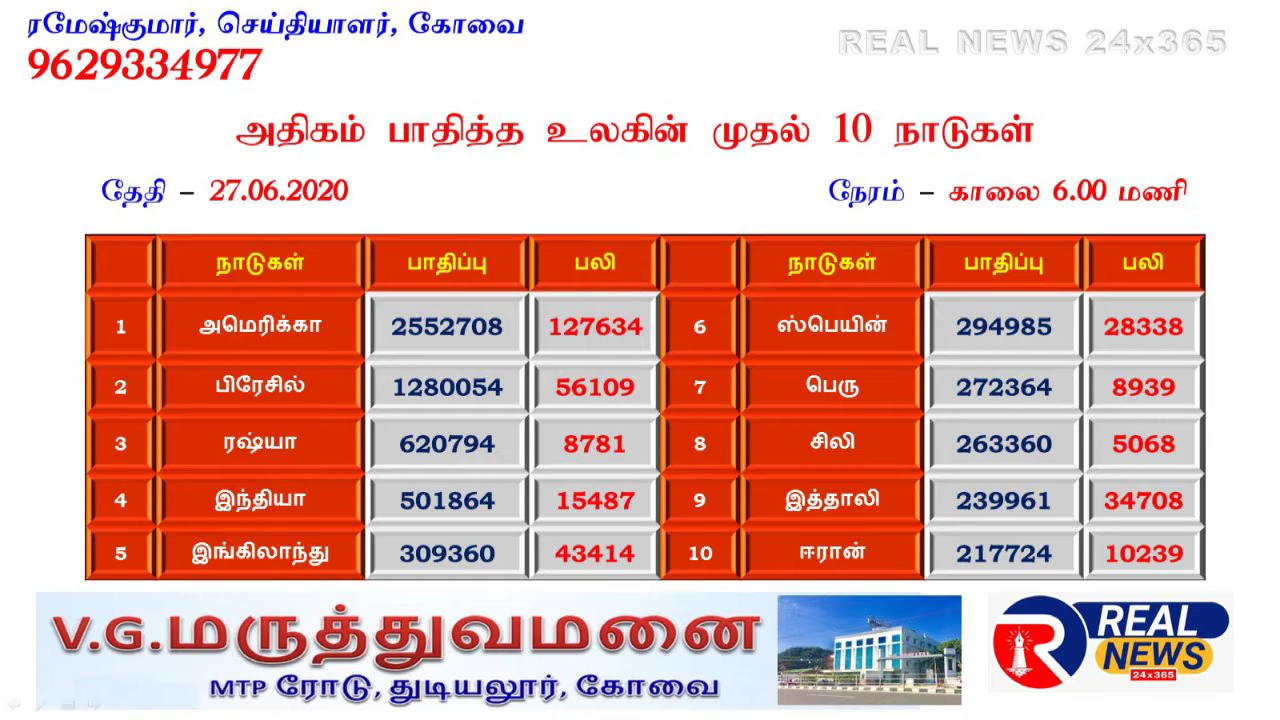 ரமேஷ்குமார், செய்தியாளர், கோவை
9629334977
REAL NEWS 24x365
அதிகம் பாதித்த உலகின் முதல் 10 நாடுகள்
தேதி – 27.06.2020
நேரம் – காலை 6.00 மணி
நாடுகள் பாதிப்பு பலி நாடுகள் பாதிப்பு பலி
1 அமெரிக்கா 2552708 127634 6 ஸ்பெயின் 294985 28338
2 பிரேசில் 1280054 56109 7 பெரு 272364 8939
3 ரஷ்யா 620794 8781 8 சிலி 263360 5068
4 இந்தியா 501864 15487 9 இத்தாலி 239961 34708
5 இங்கிலாந்து 309360 43414 10 ஈரான் 217724 10239
V.G.மருத்துவமனை
MTP ரோடு, துடியலூர், கோவை
REAL
NEWS
24x365